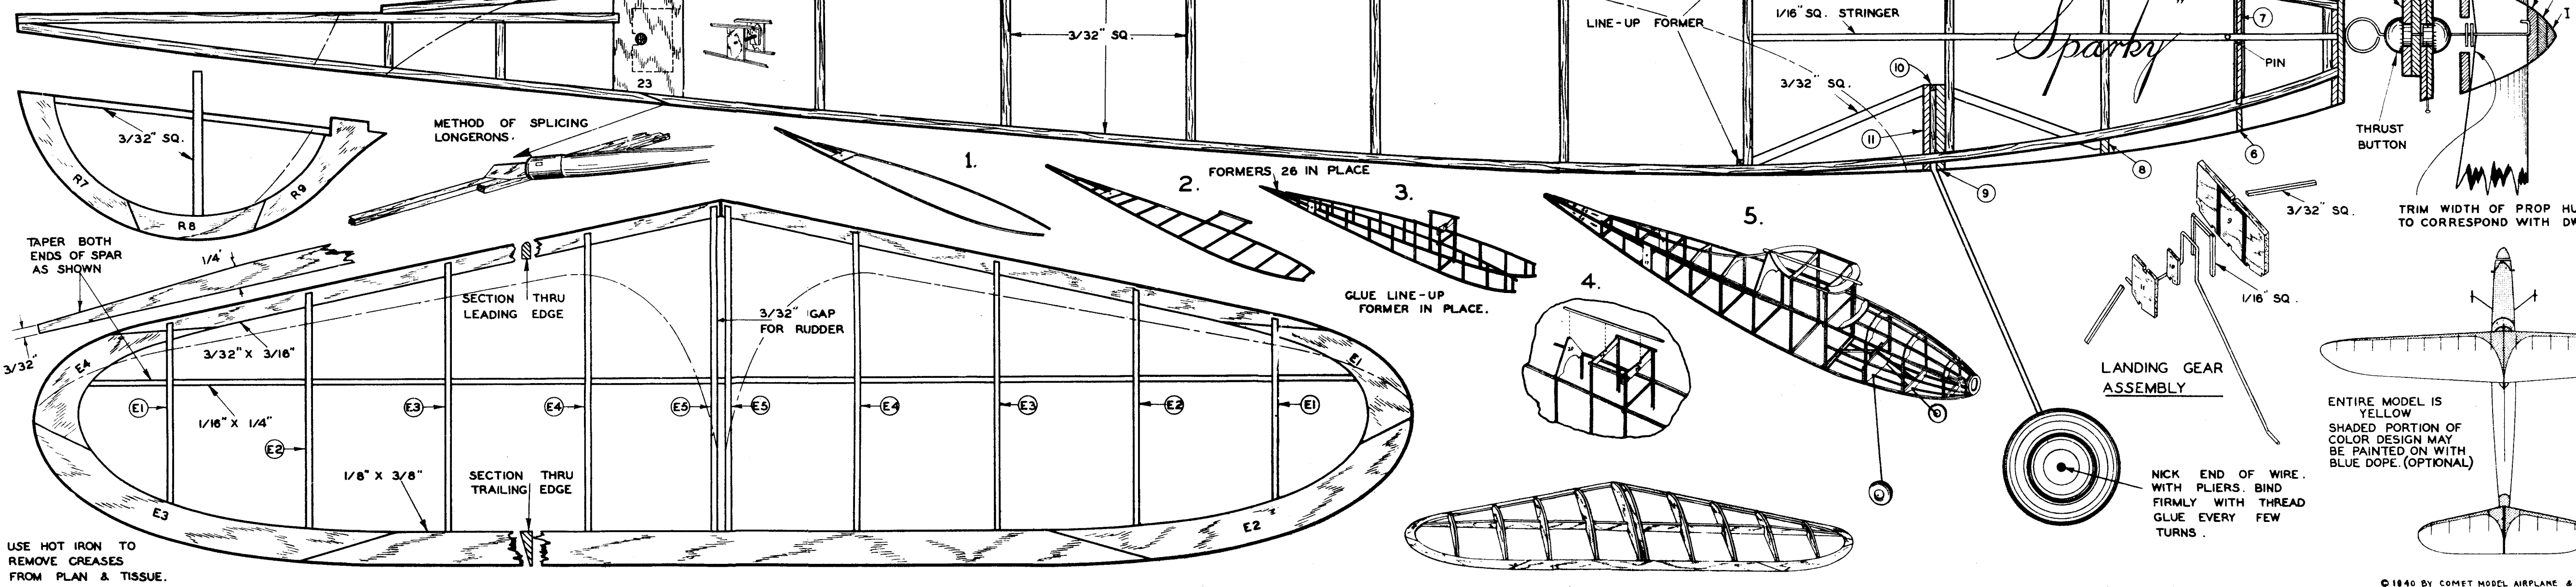 LINE-UP FORMER
1/16" SQ. STRINGER
3/32" SQ.
Sparky
"
7
I
PIN
23
10
3/32" SQ.
11
THRUST
BUTTON
6
8
9
3/32" SQ.
METHOD OF SPLICING
LONGERONS.
R7
R8
R9
1.
2.
FORMERS 26 IN PLACE
3.
GLUE LINE-UP
FORMER IN PLACE.
4.
5.
3/32" SQ.
9
11
1/16" SQ.
LANDING GEAR
ASSEMBLY
TRIM WIDTH OF PROP HU
TO CORRESPOND WITH DW
TAPER BOTH
ENDS OF SPAR
AS SHOWN
1/4"
3/32"
SECTION THRU
LEADING EDGE
3/32" GAP
FOR RUDDER
3/32" X 3/16"
E4
E1
E1
E2
E3
E4
E5
E5
E4
E3
E2
E1
1/16" X 1/4"
1/8" X 3/8"
SECTION THRU
TRAILING EDGE
E3
E2
USE HOT IRON TO
REMOVE CREASES
FROM PLAN & TISSUE.
NICK END OF WIRE.
WITH PLIERS. BIND
FIRMLY WITH THREAD
GLUE EVERY FEW
TURNS.
ENTIRE MODEL IS
YELLOW
SHADED PORTION OF
COLOR DESIGN MAY
BE PAINTED ON WITH
BLUE DOPE. (OPTIONAL)
© 1940 BY COMET MODEL AIRPLANE &